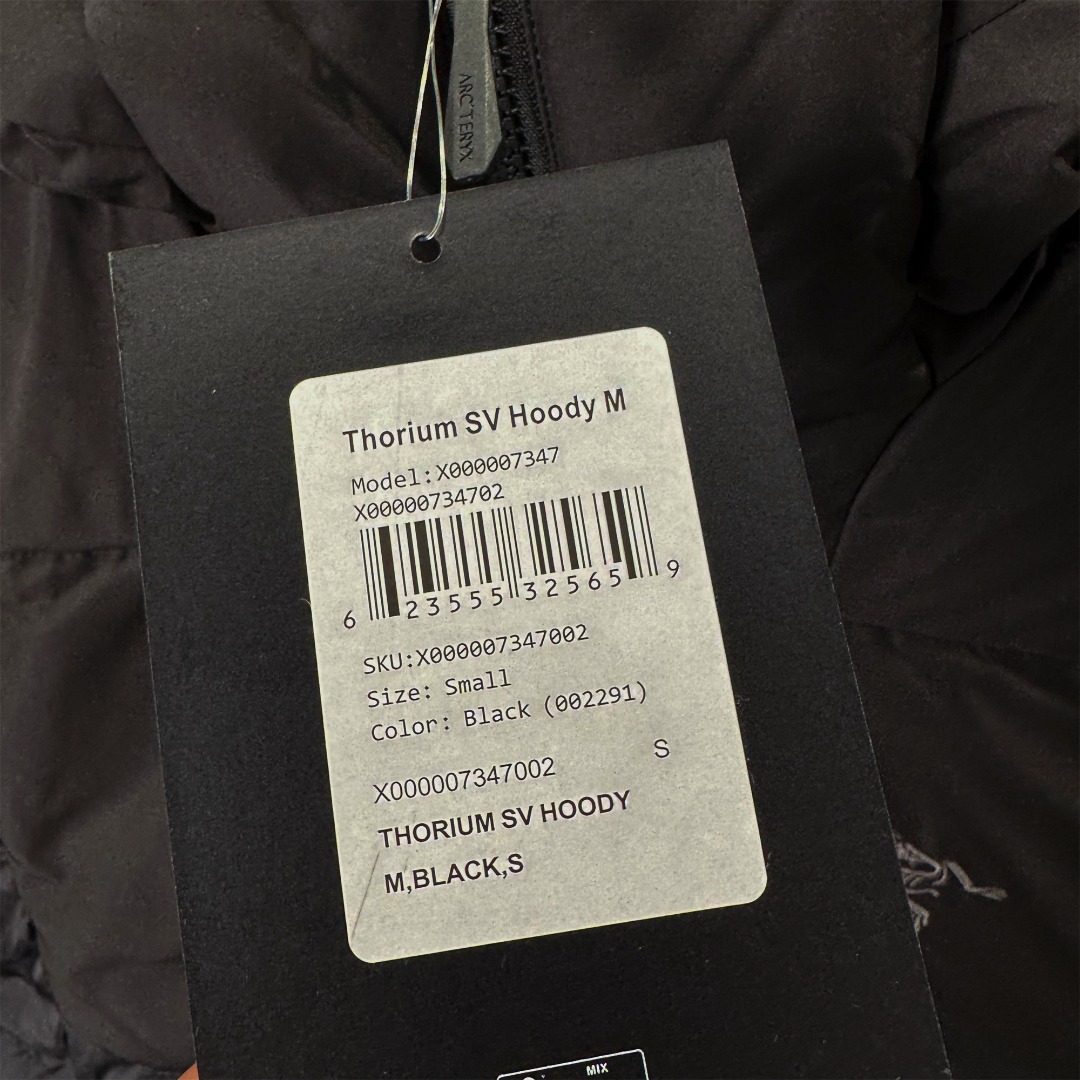 ARC'TERYX
Thorium SV Hoody M
Model:X000007347
X00000734702
6 23555 32565 9
SKU:X000007347002
Size: Small
Color: Black (002291)
X000007347002 S
THORIUM SV HOODY
M,BLACK,S
MIX